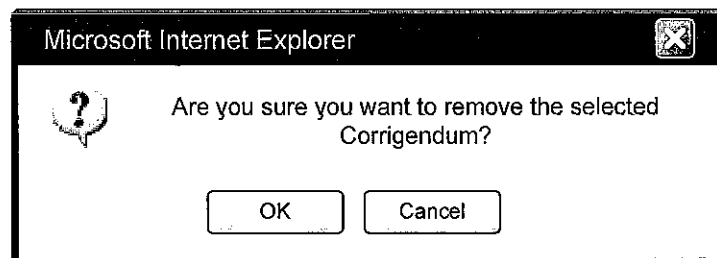 Microsoft Internet Explorer
Are you sure you want to remove the selected
Corrigendum?
OK
Cancel